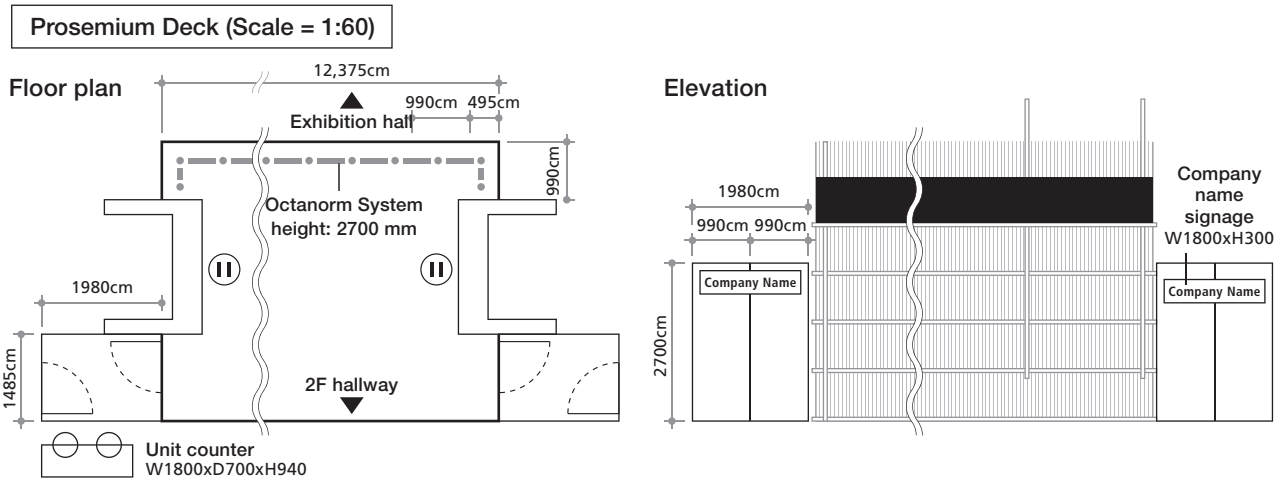 Prosemium Deck (Scale = 1:60)
Floor plan
12,375cm
990cm
495cm
Exhibition hall
990cm
Octanorm System
height: 2700 mm
1980cm
1485cm
2F hallway
Unit counter
W1800xD700xH940
Elevation
1980cm
990cm
990cm
Company Name
2700cm
Company
name
signage
W1800xH300
Company Name